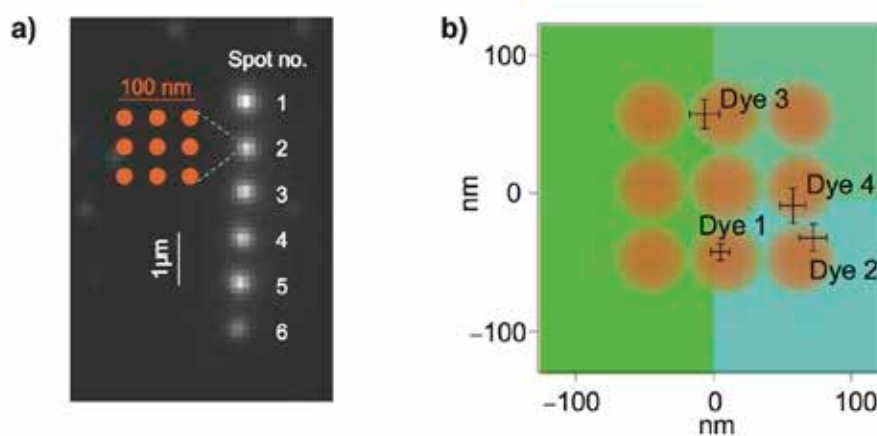 a)
Spot no.
100 nm
1
2
3
4
5
6
1µm
b)
100
0
−100
nm
Dye 3
Dye 4
Dye 1
Dye 2
−100
0
100
nm